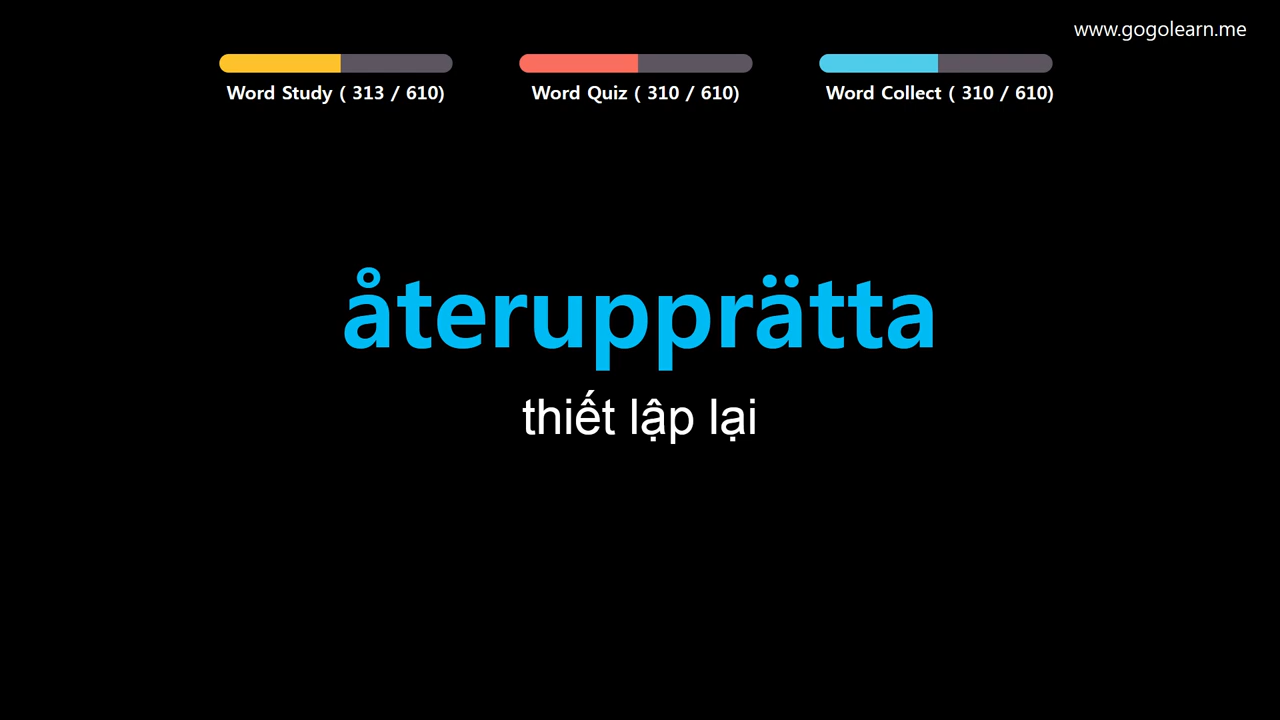 www.gogolearn.me
Word Study ( 313 / 610)
Word Quiz ( 310 / 610)
Word Collect ( 310 / 610)
återupprätta
thiết lập lại